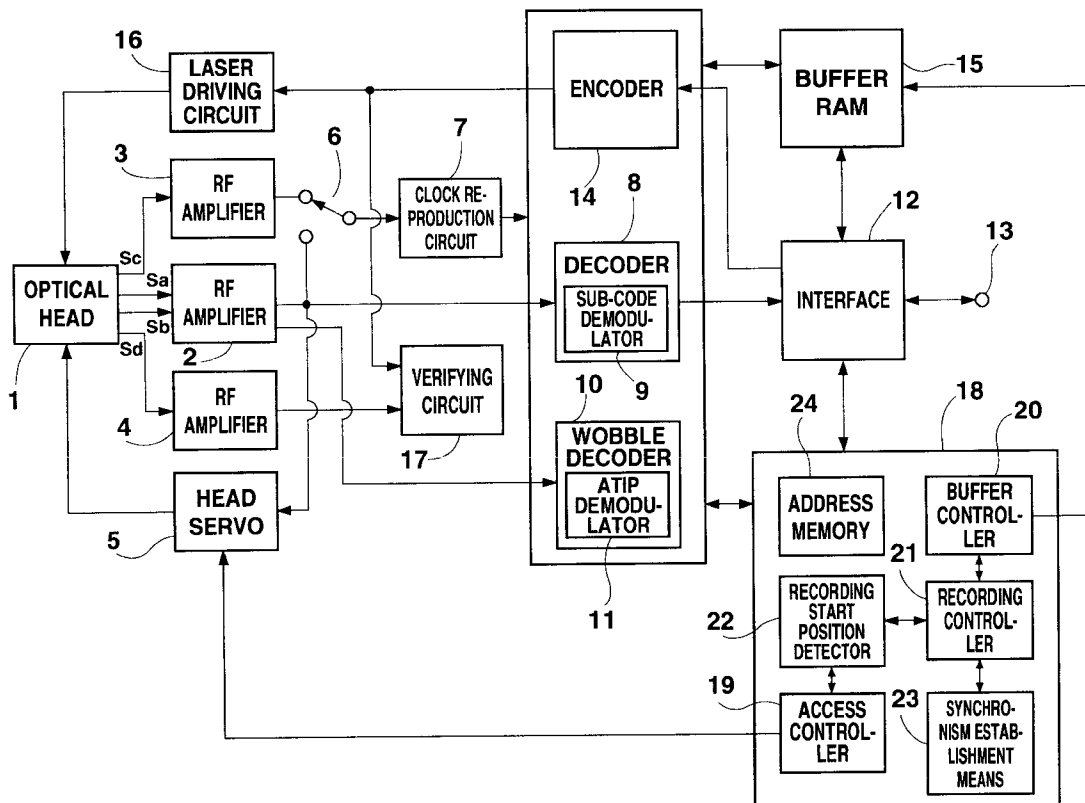 16
LASER
DRIVING
CIRCUIT
3
RF
AMPLIFIER
6
7
CLOCK RE-
PRODUCTION
CIRCUIT
ENCODER
14
BUFFER
RAM
15
8
DECODER
SUB-CODE
DEMODU-
LATOR
9
12
INTERFACE
13
Sc
Sa
Sb
Sd
OPTICAL
HEAD
1
RF
AMPLIFIER
2
RF
AMPLIFIER
4
VERIFYING
CIRCUIT
17
10
WOBBLE
DECODER
ATIP
DEMODU-
LATOR
11
HEAD
SERVO
5
24
18
20
ADDRESS
MEMORY
BUFFER
CONTROL-
LER
21
22
RECORDING
START
POSITION
DETECTOR
RECORDING
CONTROL-
LER
19
ACCESS
CONTROL-
LER
23
SYNCHRO-
NISM ESTAB-
LISHMENT
MEANS